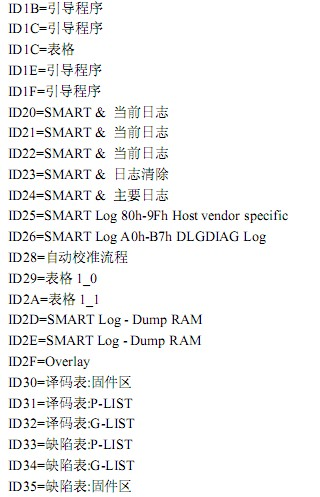 ID1B=引导程序
ID1C=引导程序
ID1C=表格
ID1E=引导程序
ID1F=引导程序
ID20=SMART & 当前日志
ID21=SMART & 当前日志
ID22=SMART & 当前日志
ID23=SMART & 日志清除
ID24=SMART & 主要日志
ID25=SMART Log 80h-9Fh Host vendor specific
ID26=SMART Log A0h-B7h DLGDIAG Log
ID28=自动校准流程
ID29=表格 1_0
ID2A=表格 1_1
ID2D=SMART Log - Dump RAM
ID2E=SMART Log - Dump RAM
ID2F=Overlay
ID30=译码表:固件区
ID31=译码表:P-LIST
ID32=译码表:G-LIST
ID33=缺陷表:P-LIST
ID34=缺陷表:G-LIST
ID35=缺陷表:固件区